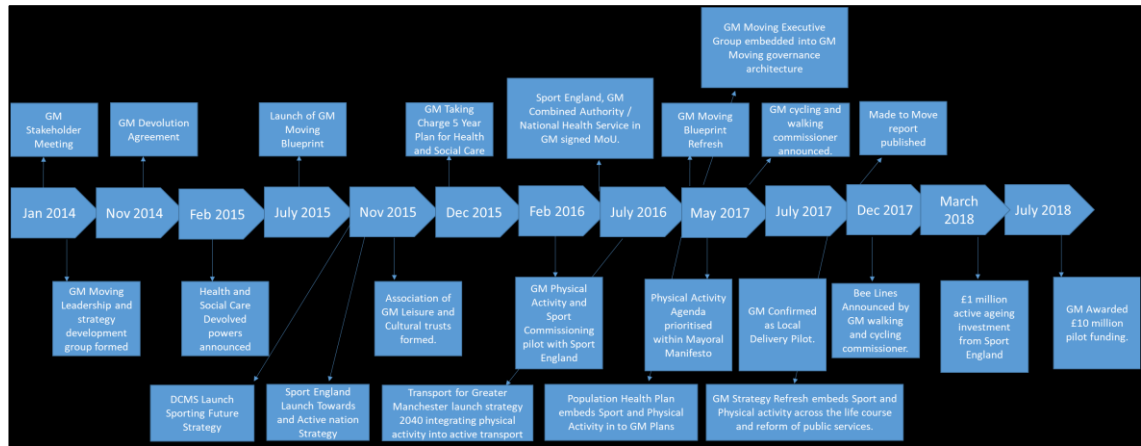 GM Moving Executive
Group embedded into GM
Moving governance
architecture
GM
Stakeholder
Meeting
GM Devolution
Agreement
Launch of GM
Moving
Blueprint
GM Taking
Charge 5 Year
Plan for Health
and Social Care
Sport England, GM
Combined Authority /
National Health Service in
GM signed MoU.
GM Moving
Blueprint
Refresh
GM cycling and
walking
commissioner
announced.
Made to Move
report
published
Jan 2014
Nov 2014
Feb 2015
July 2015
Nov 2015
Dec 2015
Feb 2016
July 2016
May 2017
July 2017
Dec 2017
March
2018
July 2018
GM Moving
Leadership and
strategy
development
group formed
Health and
Social Care
Devolved
powers
announced
Association of
GM Leisure and
Cultural trusts
formed.
GM Physical
Activity and
Sport
Commissioning
pilot with Sport
England
Physical Activity
Agenda
prioritised
within Mayoral
Manifesto
GM Confirmed
as Local
Delivery Pilot.
Bee Lines
Announced by
GM walking
and cycling
commissioner.
£1 million
active ageing
investment
from Sport
England
GM Awarded
£10 million
pilot funding.
DCMS Launch
Sporting Future
Strategy
Sport England
Launch Towards
and Active nation
Strategy
Transport for Greater
Manchester launch strategy
2040 integrating physical
activity into active transport
Population Health Plan
embeds Sport and Physical
Activity in to GM Plans
GM Strategy Refresh embeds Sport and
Physical activity across the life course
and reform of public services.